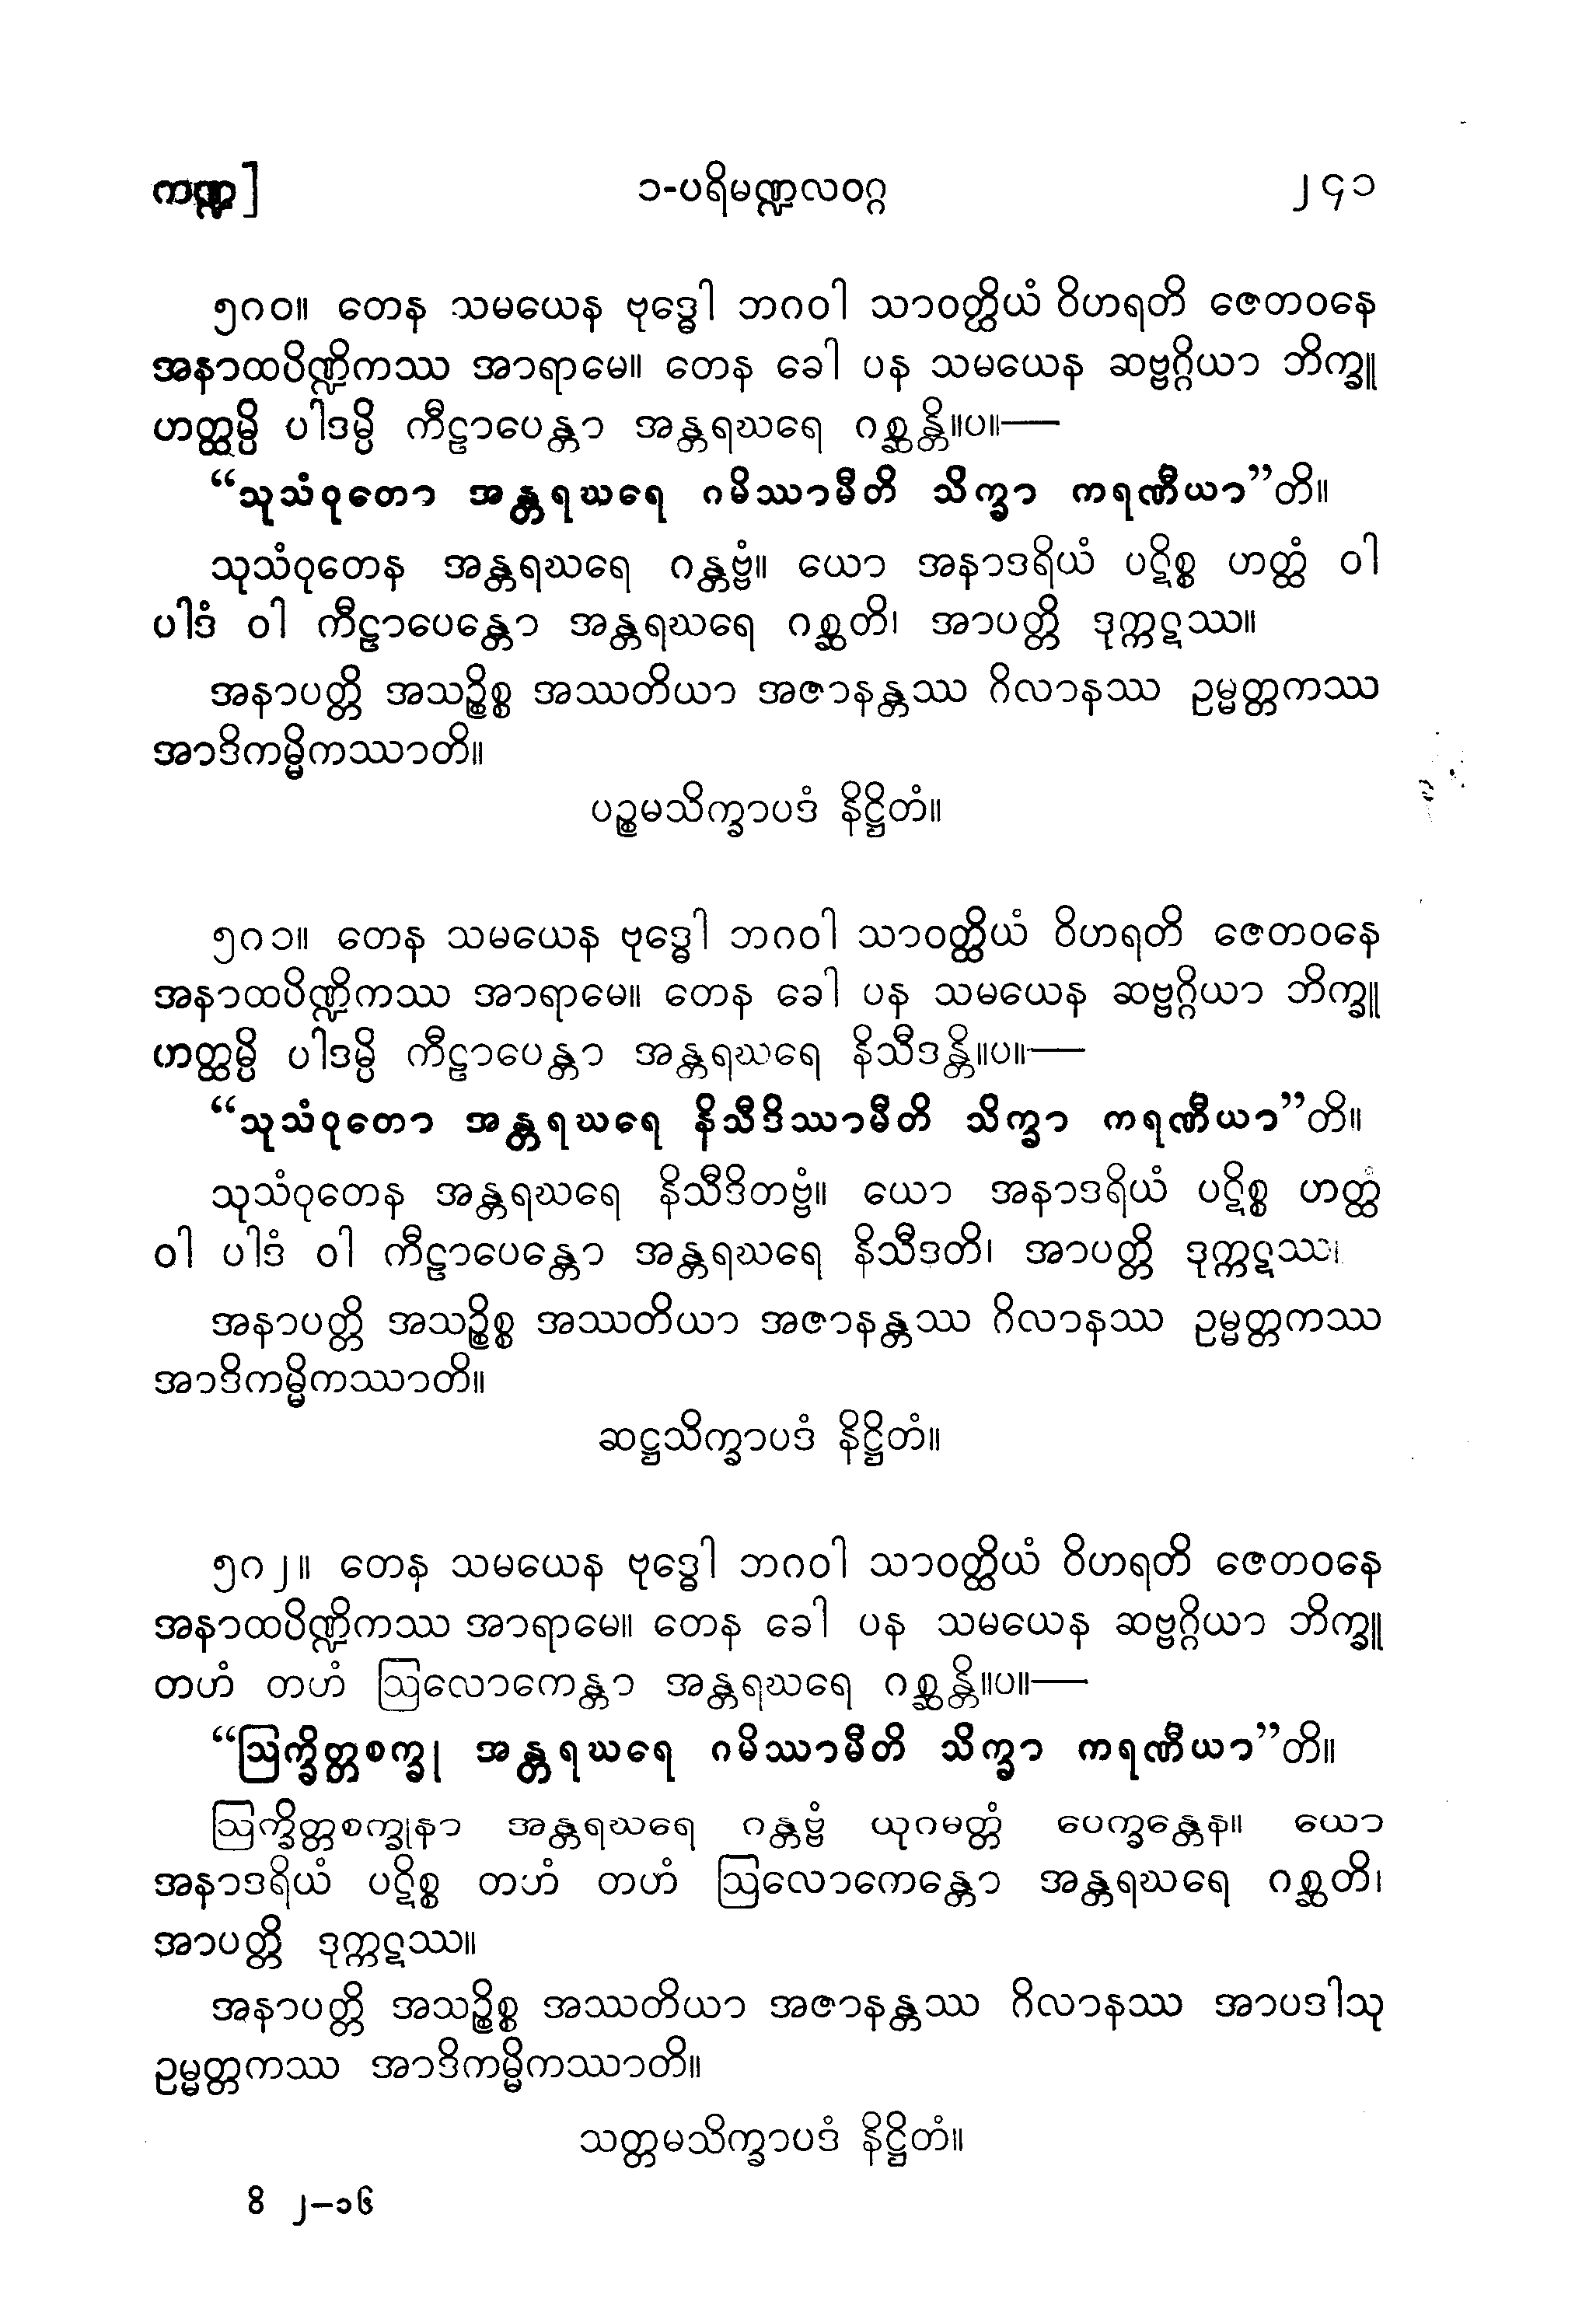 ကဏ္ဍ] ၁-ပရိမဏ္ဍလဝဂ္ဂ ၂၄၁
၅၈၀။ တေန သမယေန ဗုဒ္ဓေါ ဘဂဝါ သာဝတ္ထိယံ ဝိဟရတိ ဇေတဝနေ
အနာထပိဏ္ဍိကဿ အာရာမေ။ တေန ခေါ ပန သမယေန ဆဗ္ဗဂ္ဂိယာ ဘိက္ခူ
ဟတ္ထမ္ပိ ပါဒမ္ပိ ကီဠာပေန္တာ အန္တရဃရေ ဂစ္ဆန္တိ။ပ။—
“သုသံဝုတော အန္တရဃရေ ဂမိဿာမီတိ သိက္ခာ ကရဏီယာ”တိ။
သုသံဝုတေန အန္တရဃရေ ဂန္တဗ္ဗံ။ ယော အနာဒရိယံ ပဋိစ္စ ဟတ္ထံ ဝါ
ပါဒံ ဝါ ကီဠာပေန္တော အန္တရဃရေ ဂစ္ဆတိ၊ အာပတ္တိ ဒုက္ကဋဿ။
အနာပတ္တိ အသဉ္စိစ္စ အဿတိယာ အဇာနန္တဿ ဂိလာနဿ ဥမ္မတ္တကဿ
အာဒိကမ္မိကဿာတိ။
ပဉ္စမသိက္ခာပဒံ နိဋ္ဌိတံ။
၅၈၁။ တေန သမယေန ဗုဒ္ဓေါ ဘဂဝါ သာဝတ္ထိယံ ဝိဟရတိ ဇေတဝနေ
အနာထပိဏ္ဍိကဿ အာရာမေ။ တေန ခေါ ပန သမယေန ဆဗ္ဗဂ္ဂိယာ ဘိက္ခူ
ဟတ္ထမ္ပိ ပါဒမ္ပိ ကီဠာပေန္တာ အန္တရဃရေ နိသီဒန္တိ။ပ။—
“သုသံဝုတော အန္တရဃရေ နိသီဒိဿာမီတိ သိက္ခာ ကရဏီယာ”တိ။
သုသံဝုတေန အန္တရဃရေ နိသီဒိတဗ္ဗံ။ ယော အနာဒရိယံ ပဋိစ္စ ဟတ္ထံ
ဝါ ပါဒံ ဝါ ကီဠာပေန္တော အန္တရဃရေ နိသီဒတိ၊ အာပတ္တိ ဒုက္ကဋဿ။
အနာပတ္တိ အသဉ္စိစ္စ အဿတိယာ အဇာနန္တဿ ဂိလာနဿ ဥမ္မတ္တကဿ
အာဒိကမ္မိကဿာတိ။
ဆဋ္ဌသိက္ခာပဒံ နိဋ္ဌိတံ။
၅၈၂။ တေန သမယေန ဗုဒ္ဓေါ ဘဂဝါ သာဝတ္ထိယံ ဝိဟရတိ ဇေတဝနေ
အနာထပိဏ္ဍိကဿ အာရာမေ။ တေန ခေါ ပန သမယေန ဆဗ္ဗဂ္ဂိယာ ဘိက္ခူ
တဟံ တဟံ ဩလောကေန္တာ အန္တရဃရေ ဂစ္ဆန္တိ။ပ။—
“ဩက္ခိတ္တစက္ခု အန္တရဃရေ ဂမိဿာမီတိ သိက္ခာ ကရဏီယာ”တိ။
ဩက္ခိတ္တစက္ခုနာ အန္တရဃရေ ဂန္တဗ္ဗံ ယုဂမတ္တံ ပေက္ခန္တေန။ ယော
အနာဒရိယံ ပဋိစ္စ တဟံ တဟံ ဩလောကေန္တော အန္တရဃရေ ဂစ္ဆတိ၊
အာပတ္တိ ဒုက္ကဋဿ။
အနာပတ္တိ အသဉ္စိစ္စ အဿတိယာ အဇာနန္တဿ ဂိလာနဿ အာပဒါသု
ဥမ္မတ္တကဿ အာဒိကမ္မိကဿာတိ။
သတ္တမသိက္ခာပဒံ နိဋ္ဌိတံ။
ဝိ ၂—၁၆